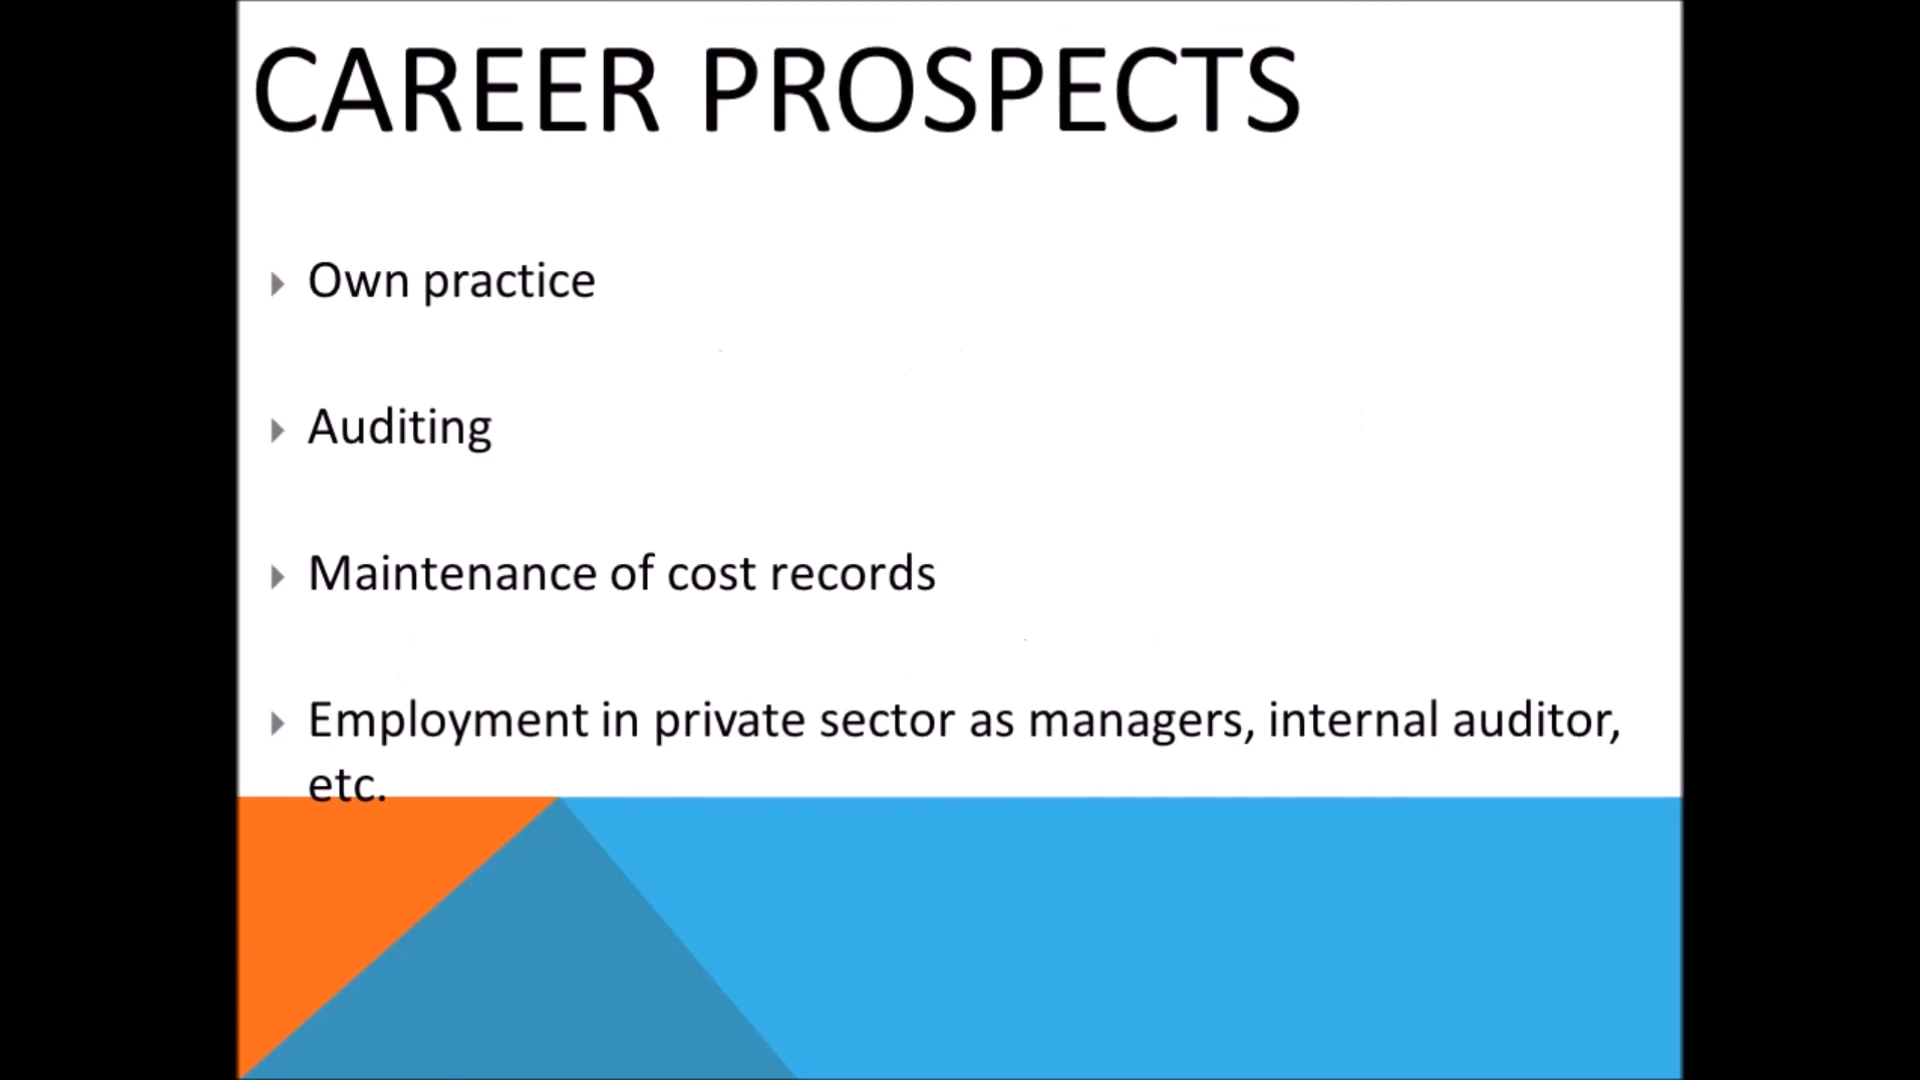 CAREER PROSPECTS
Own practice
Auditing
Maintenance of cost records
Employment in private sector as managers, internal auditor,
etc.